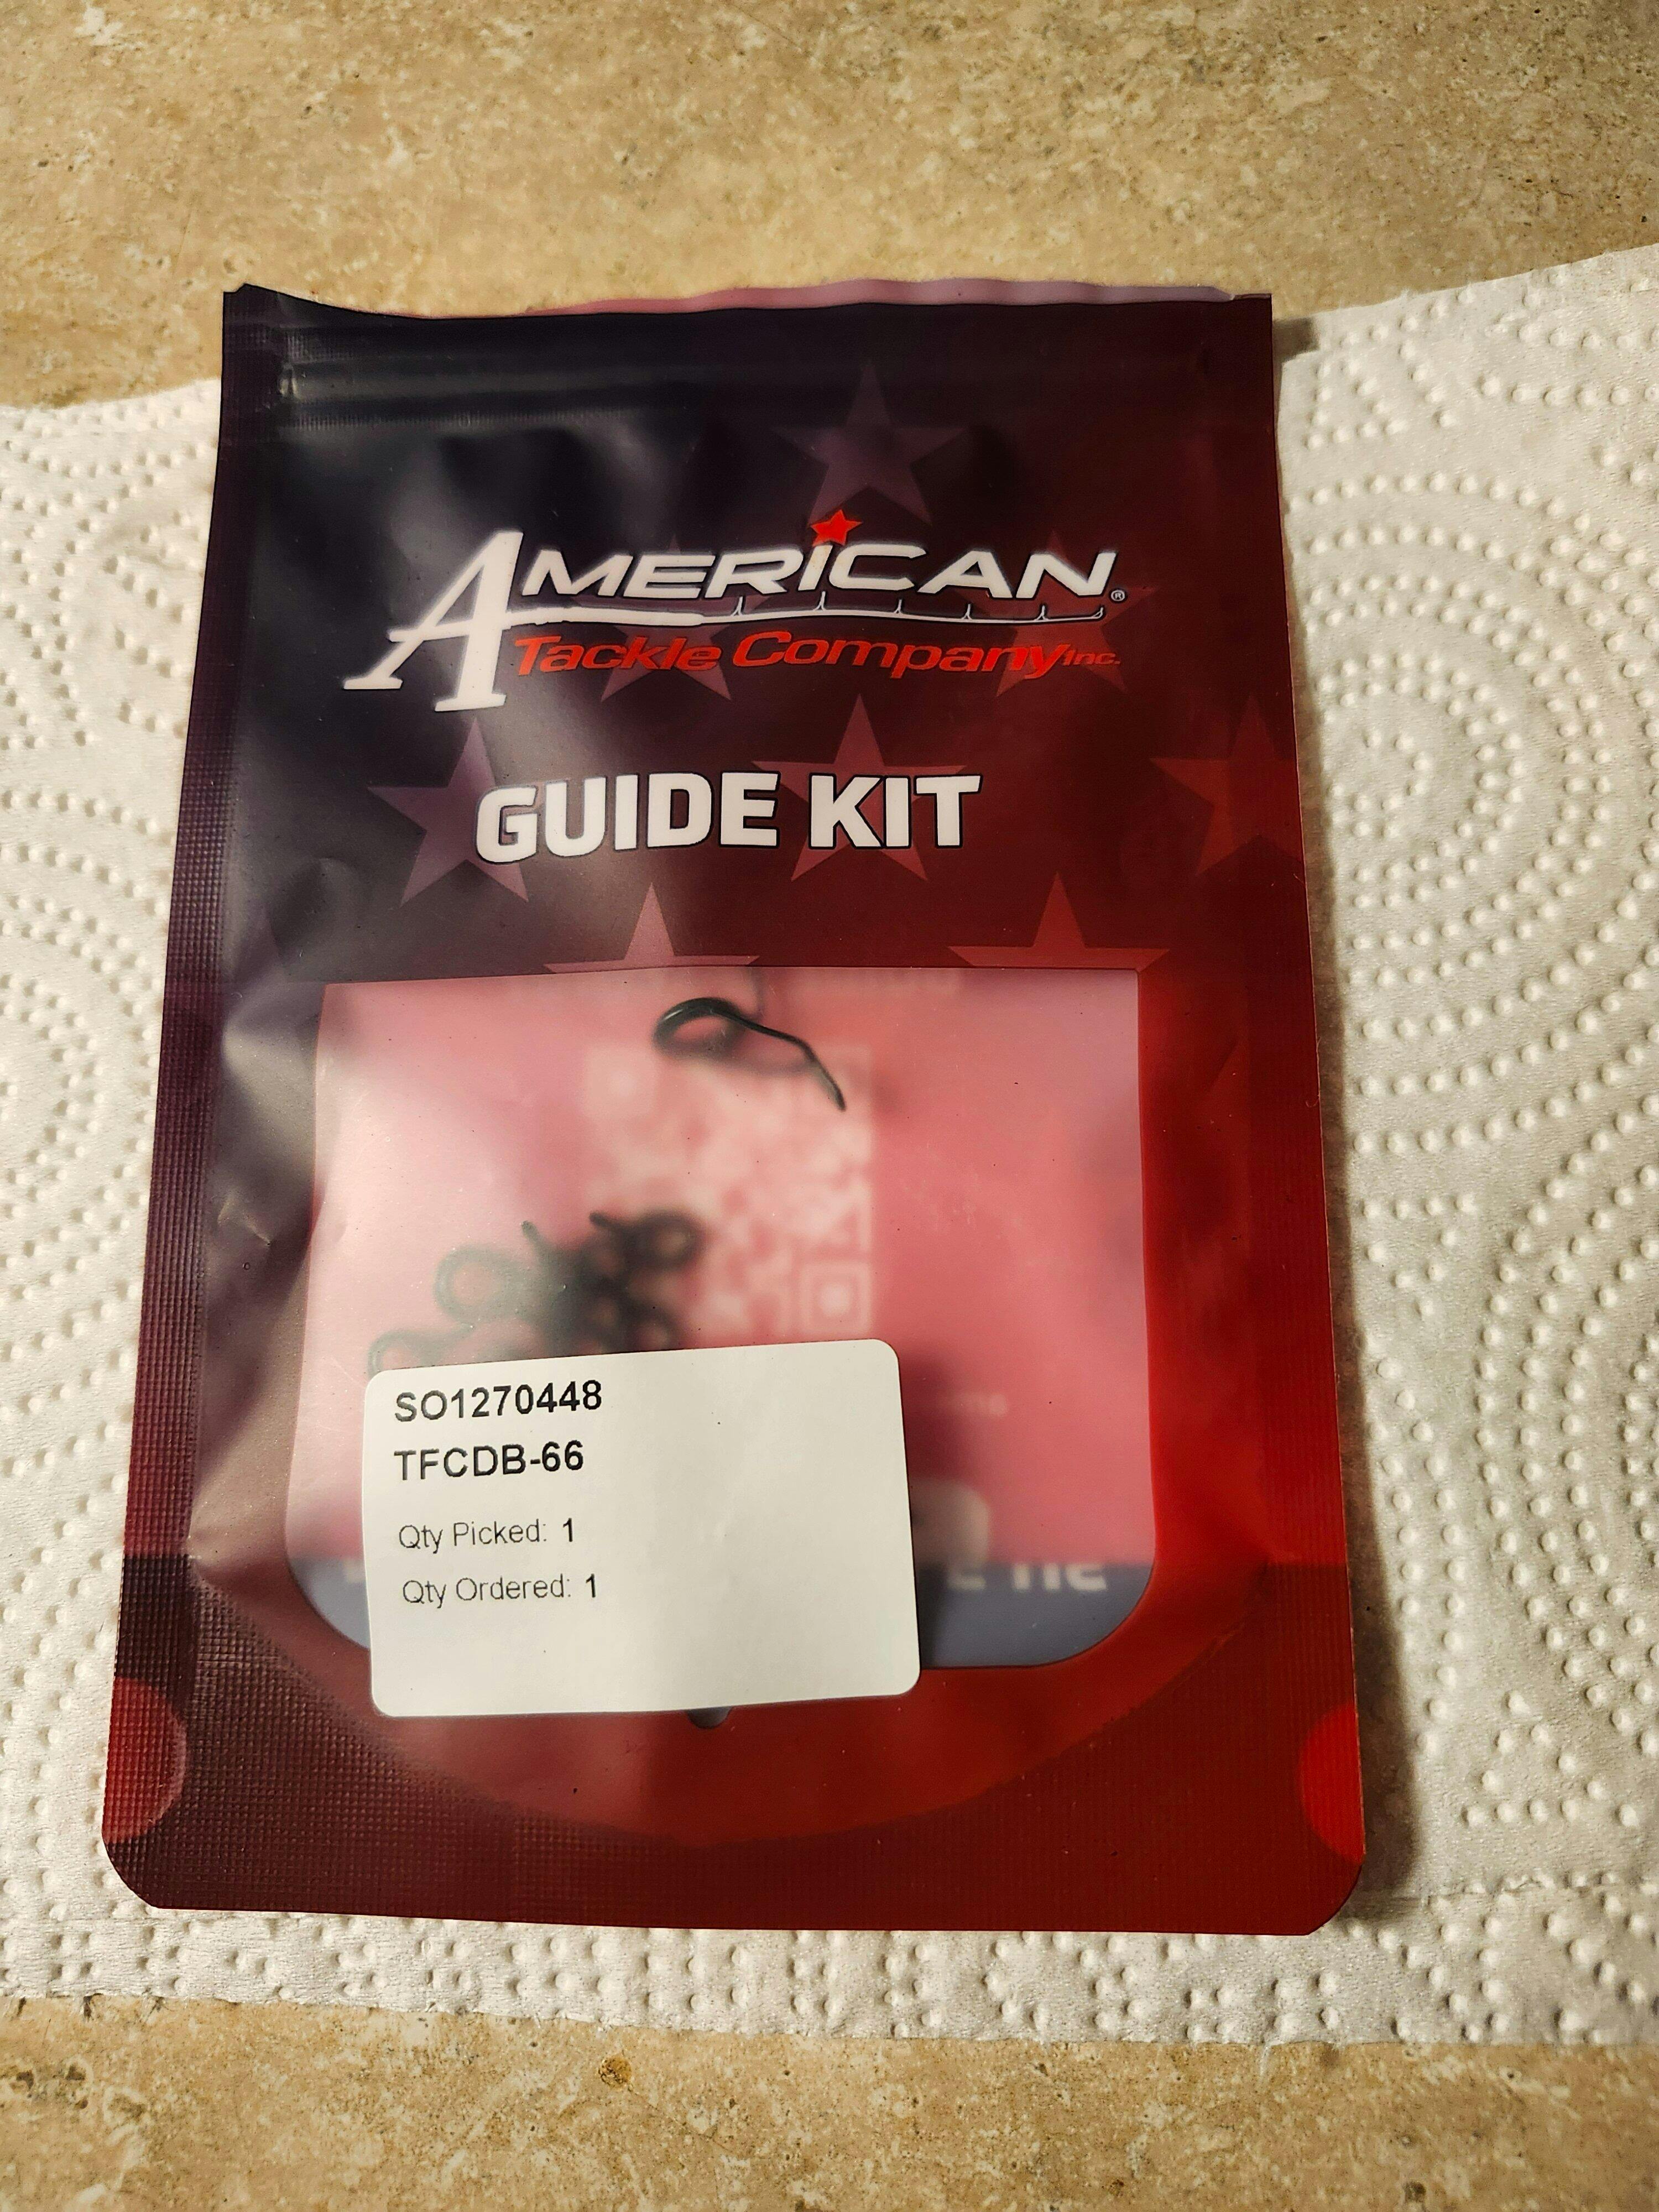 AMERICAN®
Tackle Company Inc.
GUIDE KIT
SO1270448
TFCDB-66
Qty Picked: 1
Qty Ordered: 1